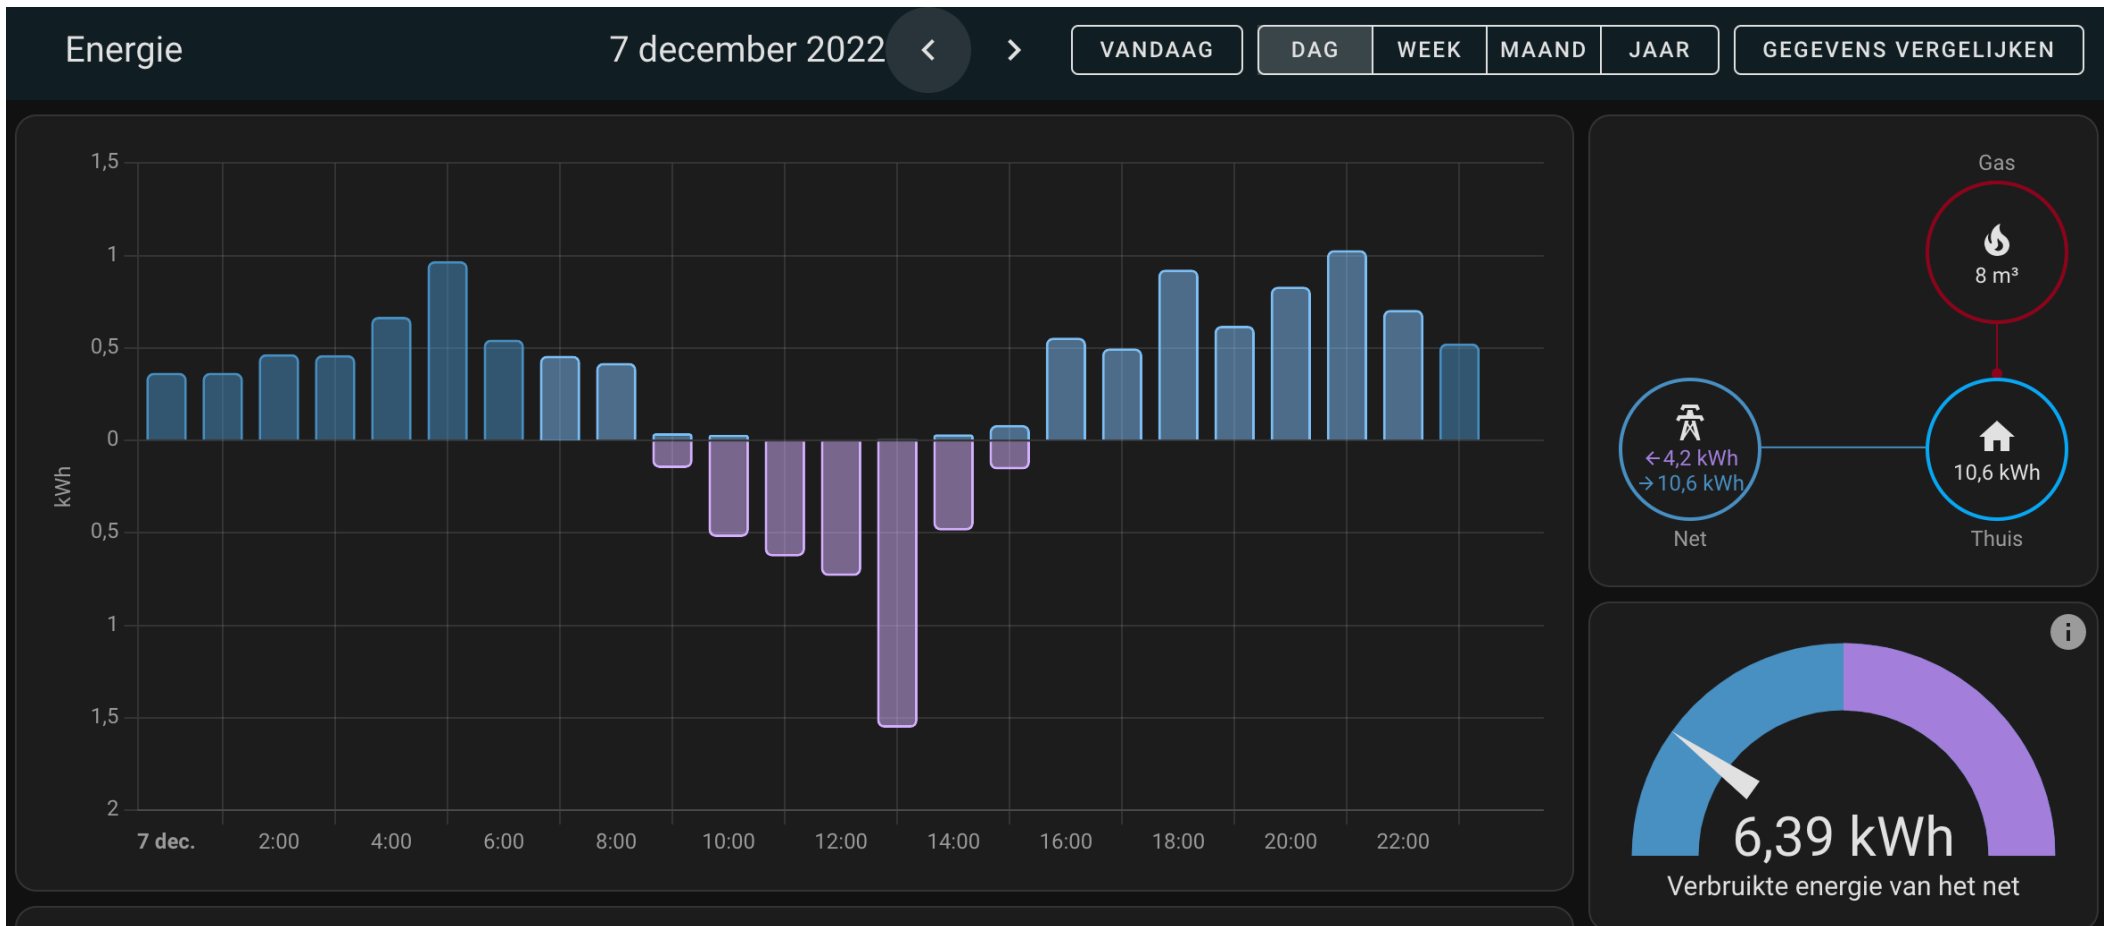 Energie
7 december 2022
VANDAAG
DAG
WEEK
MAAND
JAAR
GEGEVENS VERGELIJKEN
1,5
1
0,5
0
0,5
1
1,5
2
kWh
7 dec.
2:00
4:00
6:00
8:00
10:00
12:00
14:00
16:00
18:00
20:00
22:00
Gas
8 m³
←4,2 kWh
→10,6 kWh
Net
10,6 kWh
Thuis
i
6,39 kWh
Verbruikte energie van het net